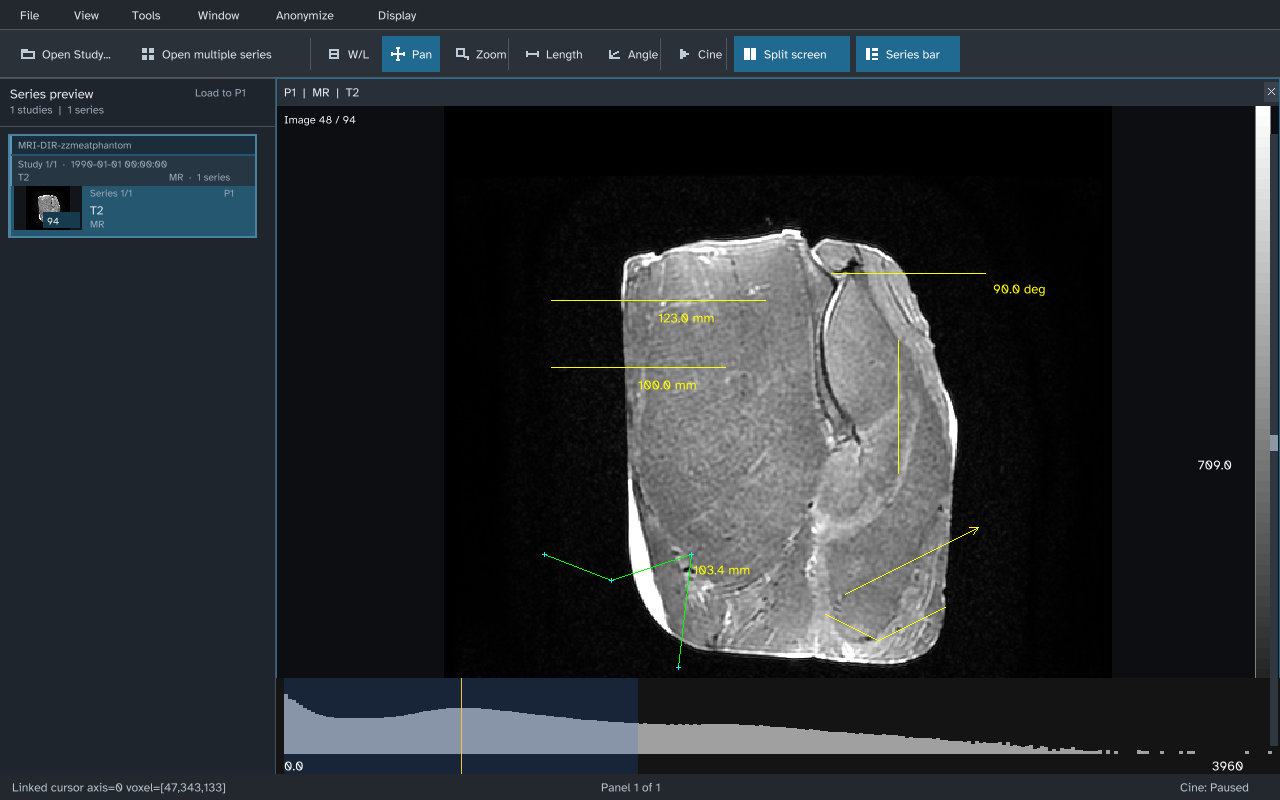 File View Tools Window Anonymize Display
Open Study... Open multiple series W/L Pan Zoom Length Angle Cine Split screen Series bar
Series preview Load to P1
1 studies | 1 series
MRI-DIR-zzmeatphantom
Study 1/1 · 1990-01-01 00:00:00
T2 MR · 1 series
Series 1/1 P1
T2
MR
94
P1 | MR | T2
Image 48 / 94
90.0 deg
123.0 mm
100.0 mm
709.0
103.4 mm
0.0 3960
Linked cursor axis=0 voxel=[47,343,133] Panel 1 of 1 Cine: Paused